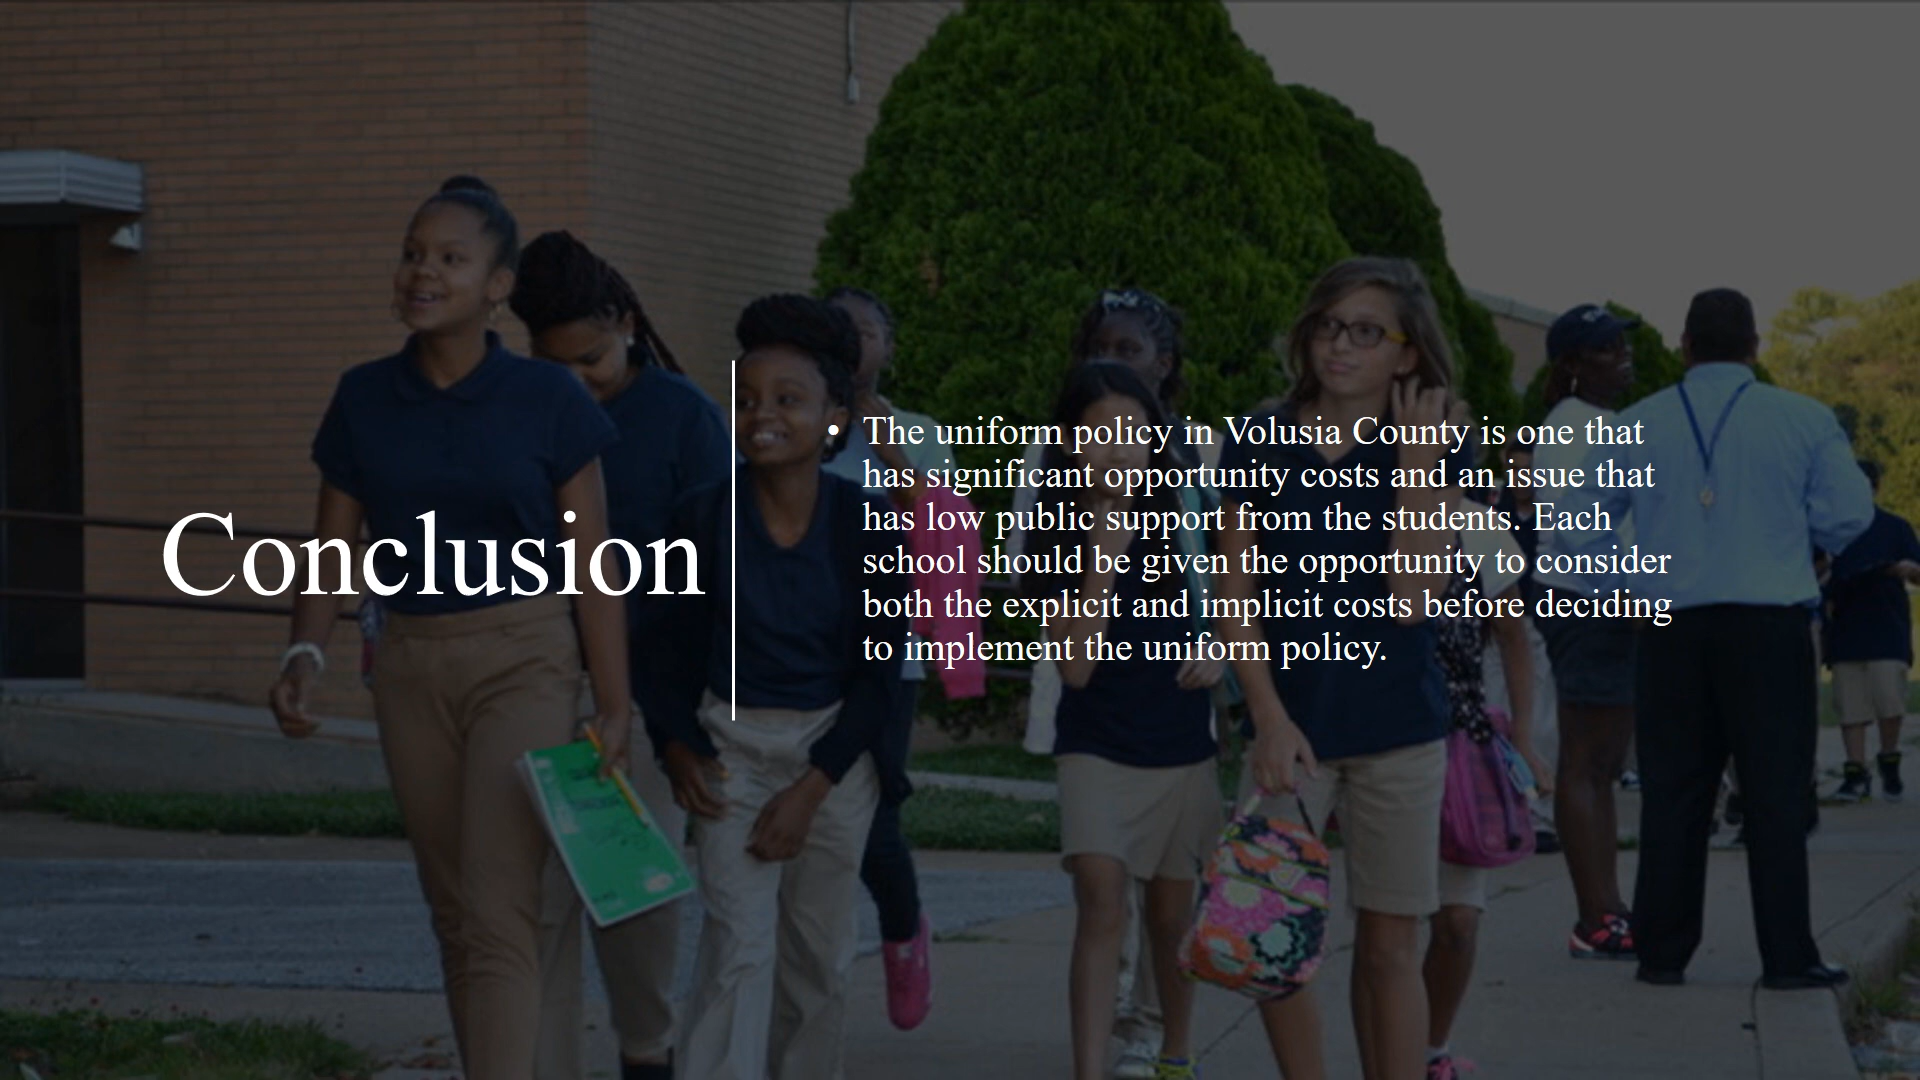 Conclusion
• The uniform policy in Volusia County is one that
has significant opportunity costs and an issue that
has low public support from the students. Each
school should be given the opportunity to consider
both the explicit and implicit costs before deciding
to implement the uniform policy.